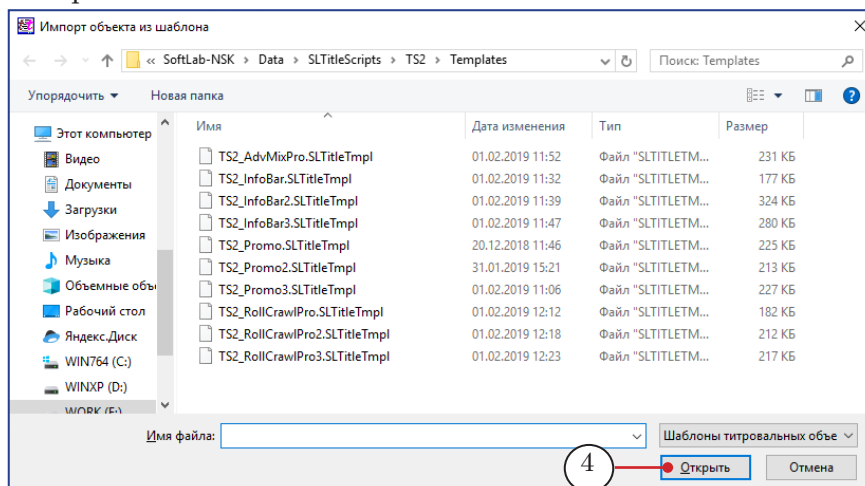 Импорт объекта из шаблона
« SoftLab-NSK › Data › SLTitleScripts › TS2 › Templates
Поиск: Templates
Упорядочить Новая папка
Этот компьютер
Видео
Документы
Загрузки
Изображения
Музыка
Объемные объ
Рабочий стол
Яндекс.Диск
WIN764 (C:)
WINXP (D:)
WORK (E:)
Имя Дата изменения Тип Размер
TS2_AdvMixPro.SLTitleTmpl 01.02.2019 11:52 Файл "SLTITLETM... 231 КБ
TS2_InfoBar.SLTitleTmpl 01.02.2019 11:32 Файл "SLTITLETM... 177 КБ
TS2_InfoBar2.SLTitleTmpl 01.02.2019 11:39 Файл "SLTITLETM... 324 КБ
TS2_InfoBar3.SLTitleTmpl 01.02.2019 11:47 Файл "SLTITLETM... 280 КБ
TS2_Promo.SLTitleTmpl 20.12.2018 11:46 Файл "SLTITLETM... 225 КБ
TS2_Promo2.SLTitleTmpl 31.01.2019 15:21 Файл "SLTITLETM... 213 КБ
TS2_Promo3.SLTitleTmpl 01.02.2019 11:06 Файл "SLTITLETM... 227 КБ
TS2_RollCrawlPro.SLTitleTmpl 01.02.2019 12:12 Файл "SLTITLETM... 182 КБ
TS2_RollCrawlPro2.SLTitleTmpl 01.02.2019 12:18 Файл "SLTITLETM... 212 КБ
TS2_RollCrawlPro3.SLTitleTmpl 01.02.2019 12:23 Файл "SLTITLETM... 217 КБ
Имя файла:
Шаблоны титровальных объе
4
Открыть Отмена